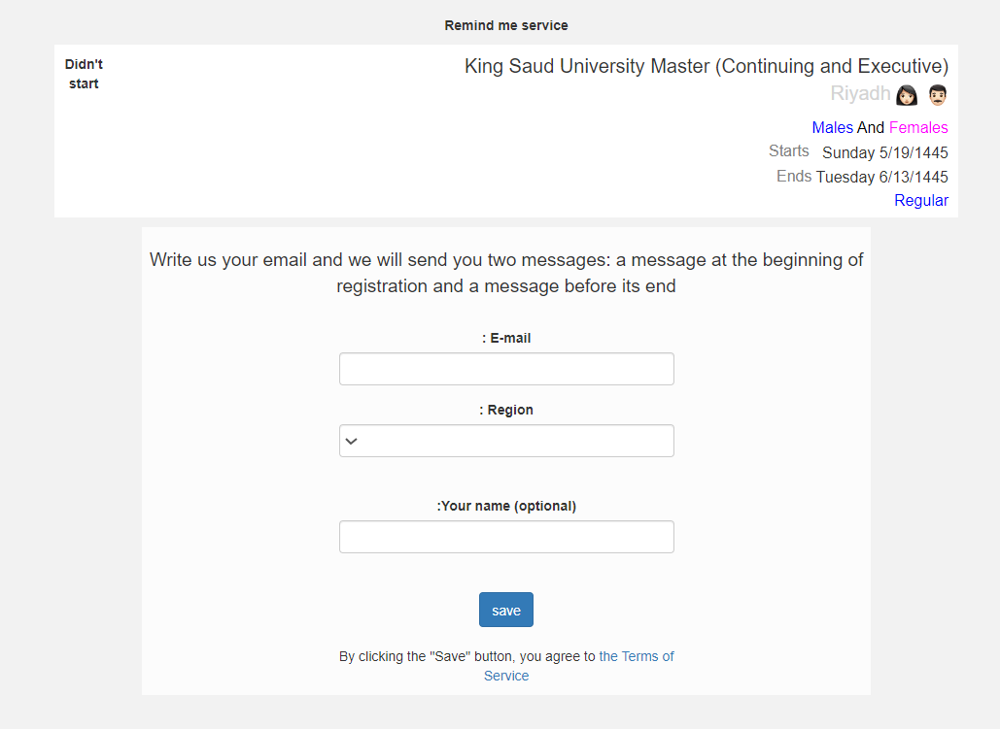 Remind me service
Didn't
start
King Saud University Master (Continuing and Executive)
Riyadh
Males And Females
Starts Sunday 5/19/1445
Ends Tuesday 6/13/1445
Regular
Write us your email and we will send you two messages: a message at the beginning of
registration and a message before its end
: E-mail
: Region
:Your name (optional)
save
By clicking the "Save" button, you agree to the Terms of
Service